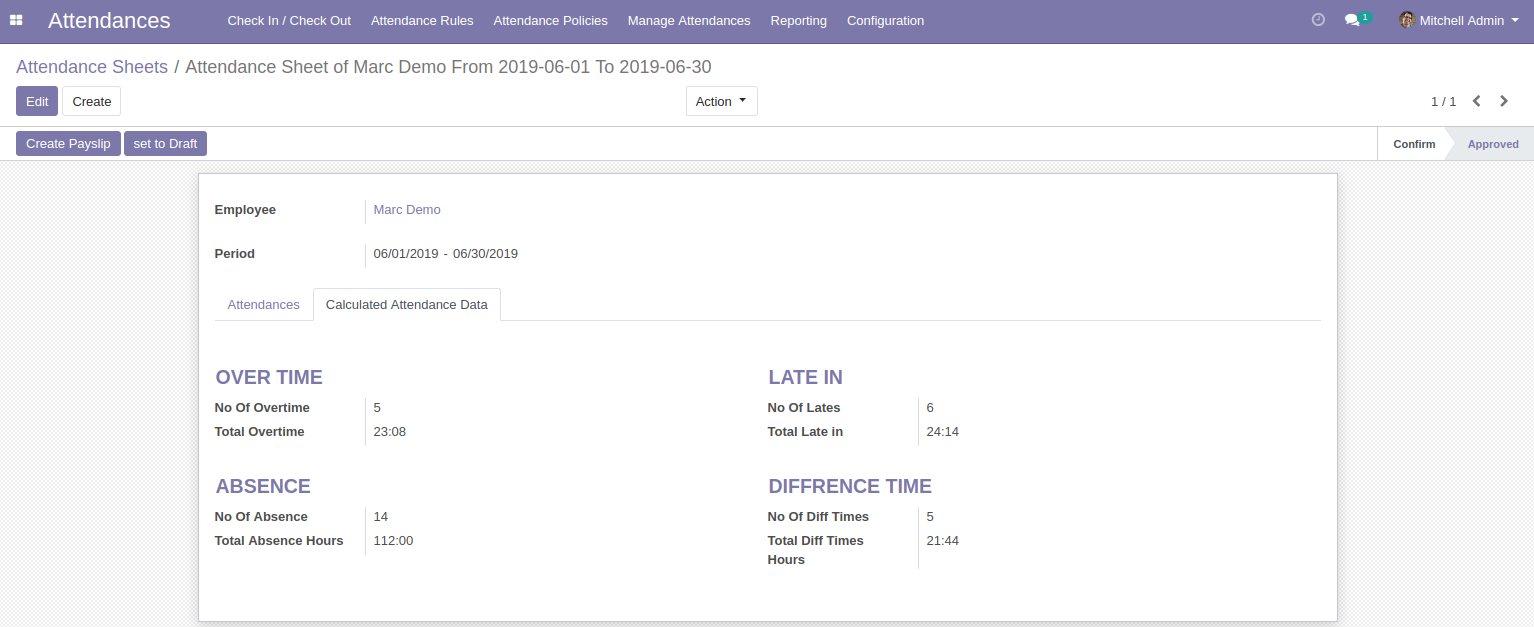 Attendances Check In / Check Out Attendance Rules Attendance Policies Manage Attendances Reporting Configuration 1 Mitchell Admin
Attendance Sheets / Attendance Sheet of Marc Demo From 2019-06-01 To 2019-06-30
Edit Create Action 1 / 1
Create Payslip set to Draft Confirm Approved
Employee Marc Demo
Period 06/01/2019 - 06/30/2019
Attendances Calculated Attendance Data
OVER TIME
No Of Overtime 5
Total Overtime 23:08
LATE IN
No Of Lates 6
Total Late in 24:14
ABSENCE
No Of Absence 14
Total Absence Hours 112:00
DIFFRENCE TIME
No Of Diff Times 5
Total Diff Times 21:44
Hours